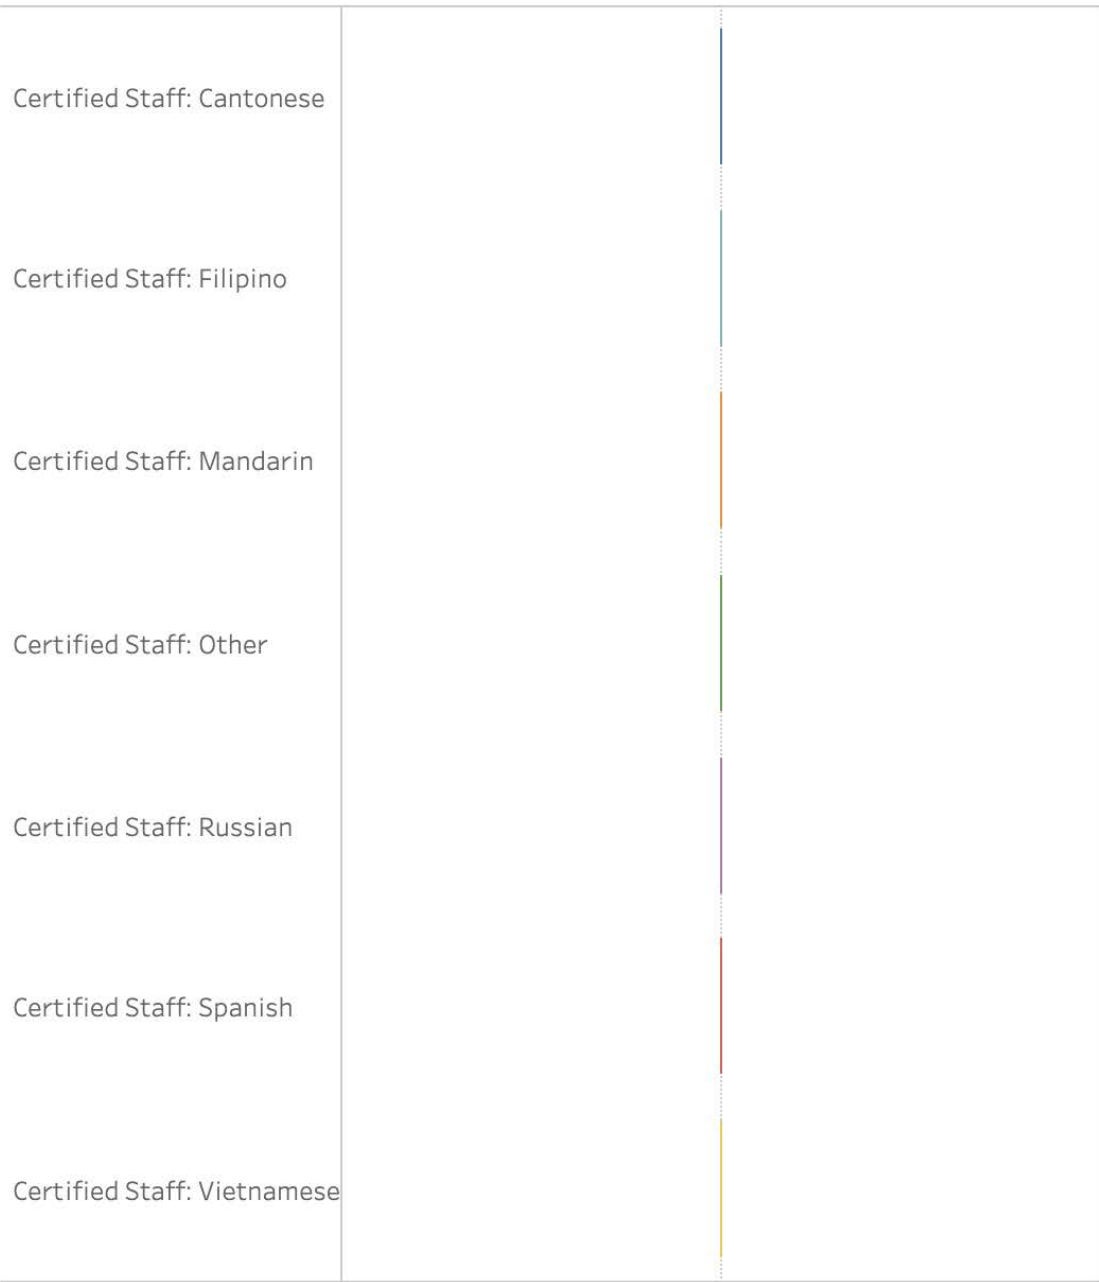 Certified Staff: Cantonese
Certified Staff: Filipino
Certified Staff: Mandarin
Certified Staff: Other
Certified Staff: Russian
Certified Staff: Spanish
Certified Staff: Vietnamese